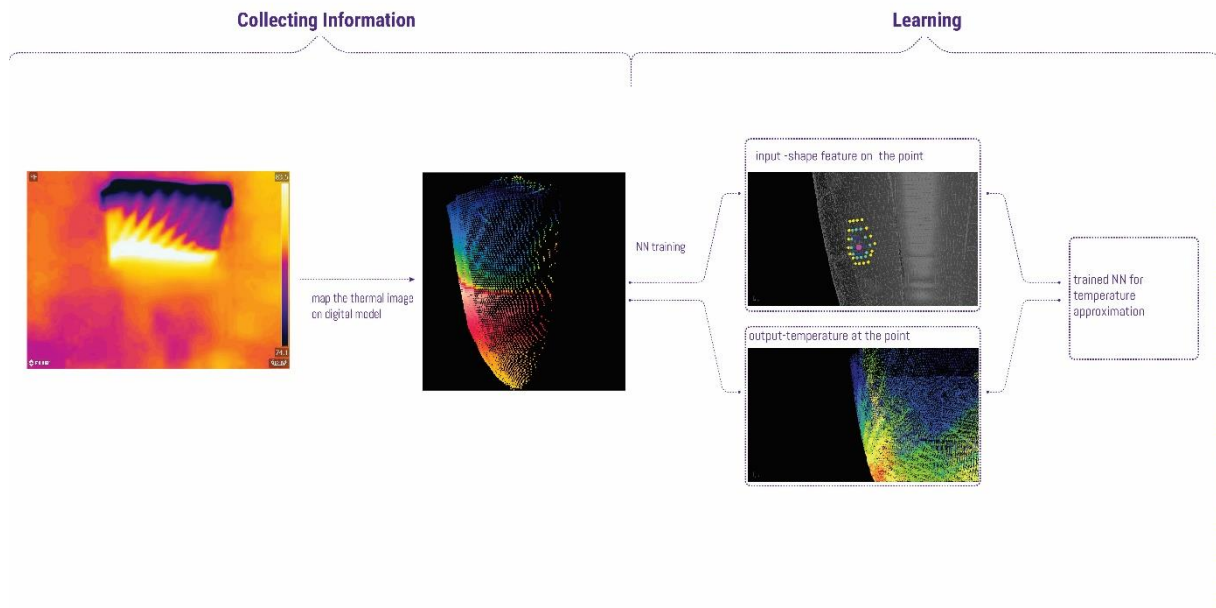 Collecting Information
Learning
input -shape feature on the point
NN training
map the thermal image
on digital model
trained NN for
temperature
approximation
output-temperature at the point